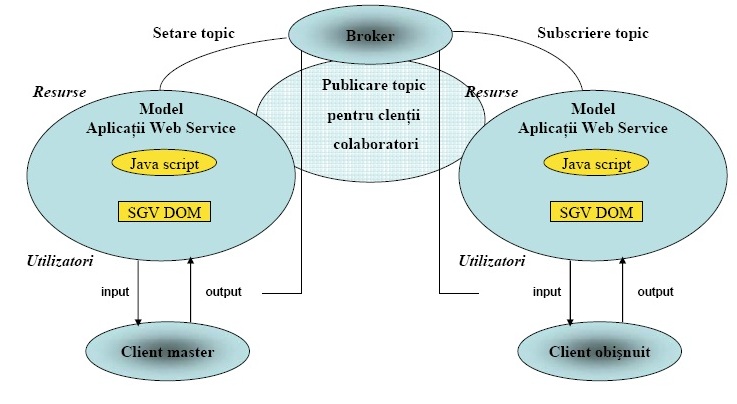 Setare topic
Broker
Subscriere topic
Resurse
Model
Aplicații Web Service
Java script
SGV DOM
Utilizatori
Publicare topic
pentru clenții
colaboratori
Resurse
Model
Aplicații Web Service
Java script
SGV DOM
Utilizatori
input
output
input
output
Client master
Client obișnuit